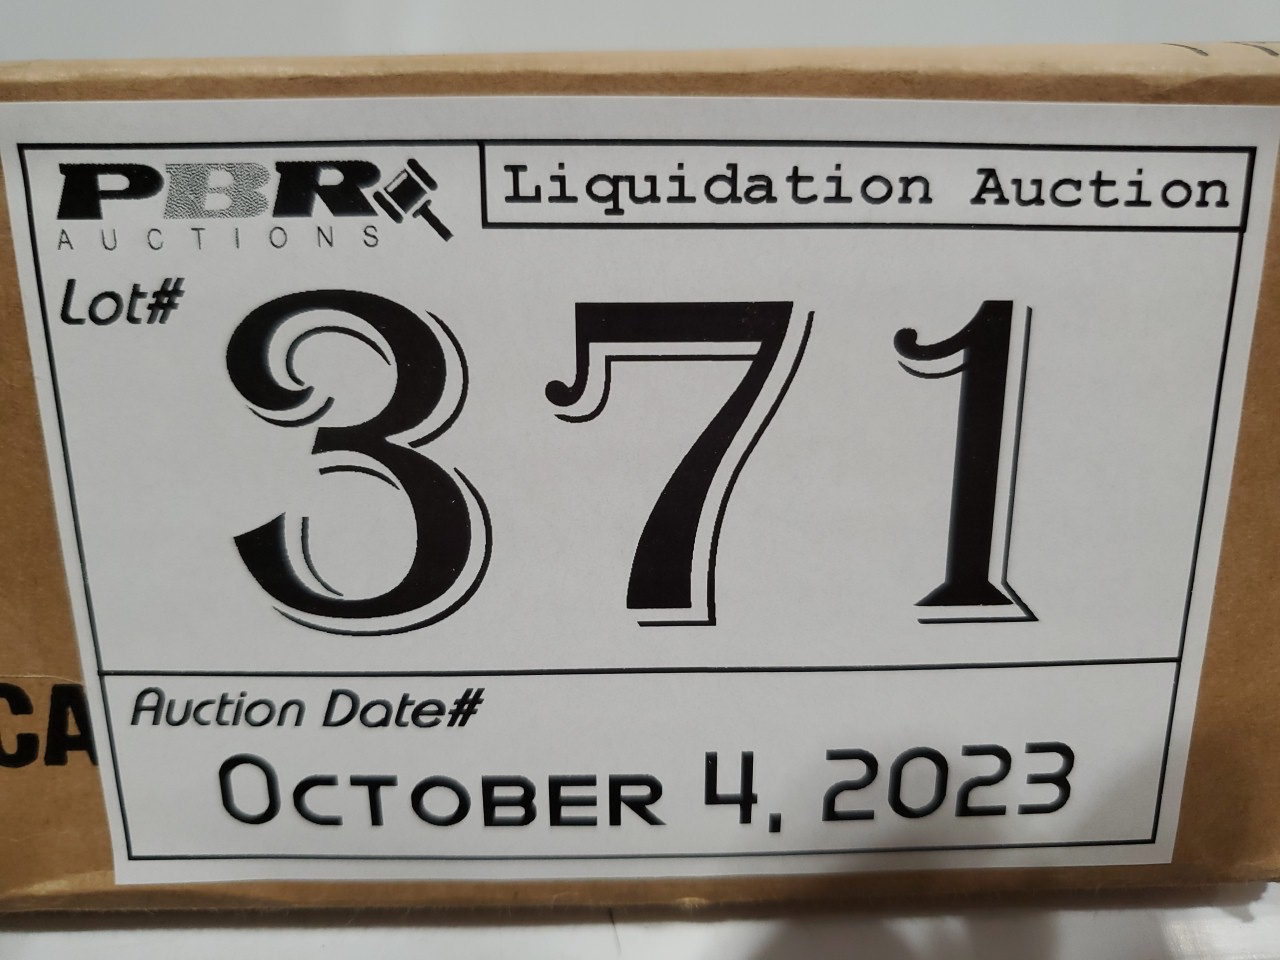 PBR
AUCTIONS
Liquidation Auction
Lot#
371
CA
Auction Date#
OCTOBER 4, 2023